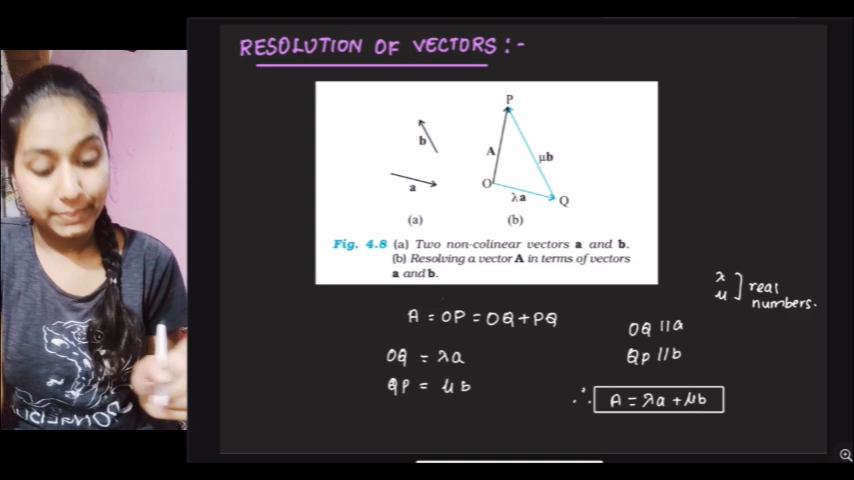 RESOLUTION OF VECTORS :-
P
b
A
μb
a
O
λa
Q
(a)
(b)
Fig. 4.8 (a) Two non-colinear vectors a and b.
(b) Resolving a vector A in terms of vectors
a and b.
λ
μ ] real
numbers.
A = OP = OQ + PQ
OQ || a
OQ = λa
QP || b
QP = μb
∴ A = λa + μb